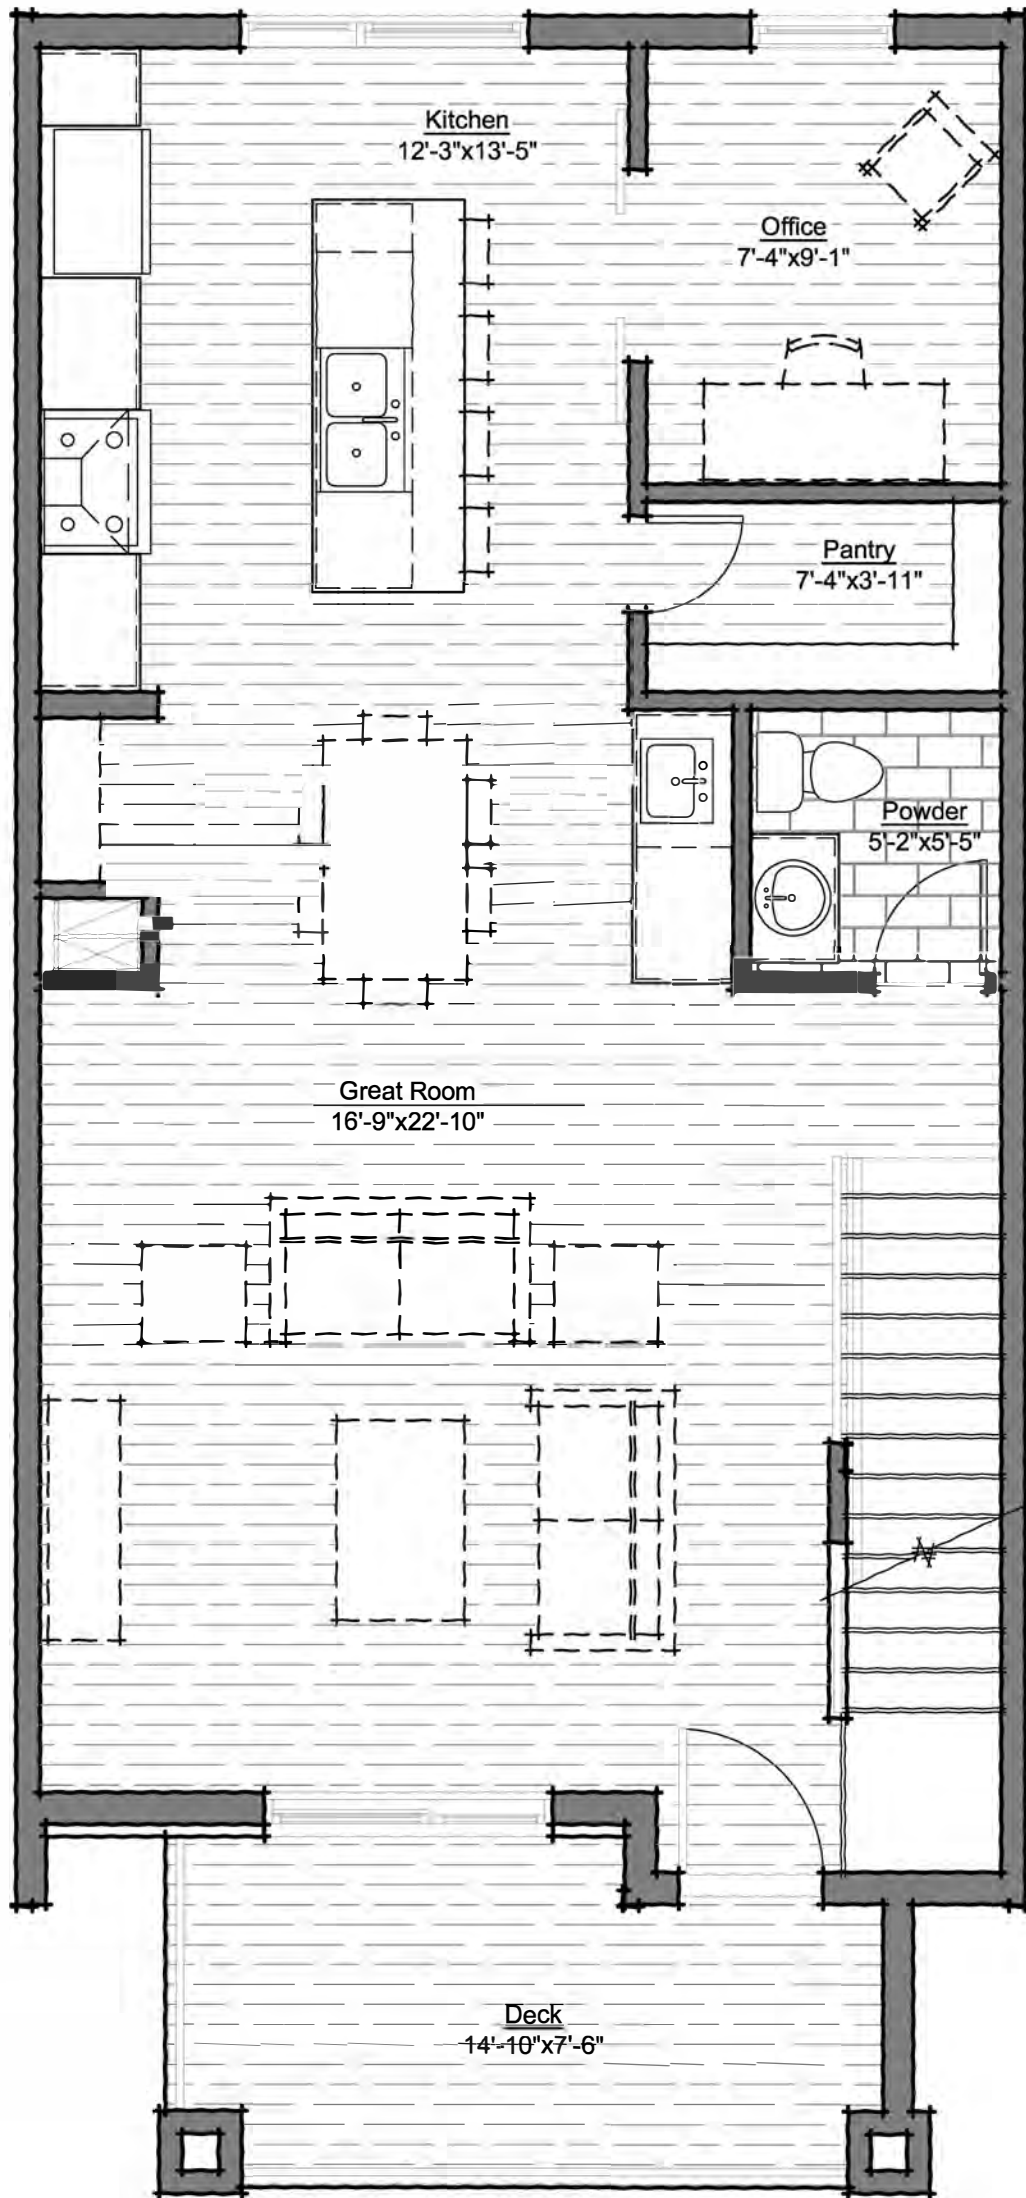 Kitchen
12'-3"x13'-5"
Office
7'-4"x9'-1"
Pantry
7'-4"x3'-11"
Powder
5'-2"x5'-5"
Great Room
16'-9"x22'-10"
Deck
14'-10"x7'-6"